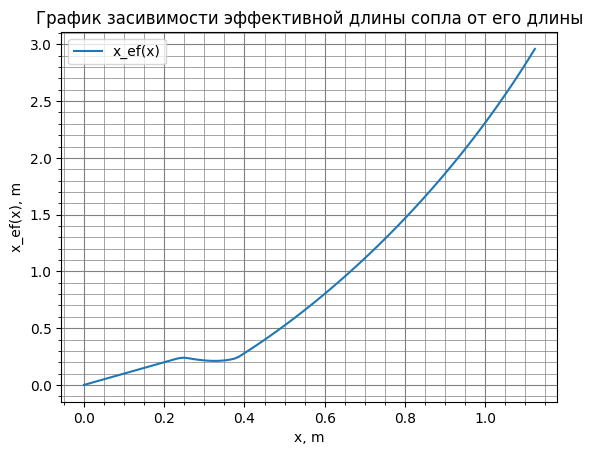 График засивимости эффективной длины сопла от его длины
x_ef(x)
x_ef(x), m
3.0
2.5
2.0
1.5
1.0
0.5
0.0
0.0 0.2 0.4 0.6 0.8 1.0
x, m